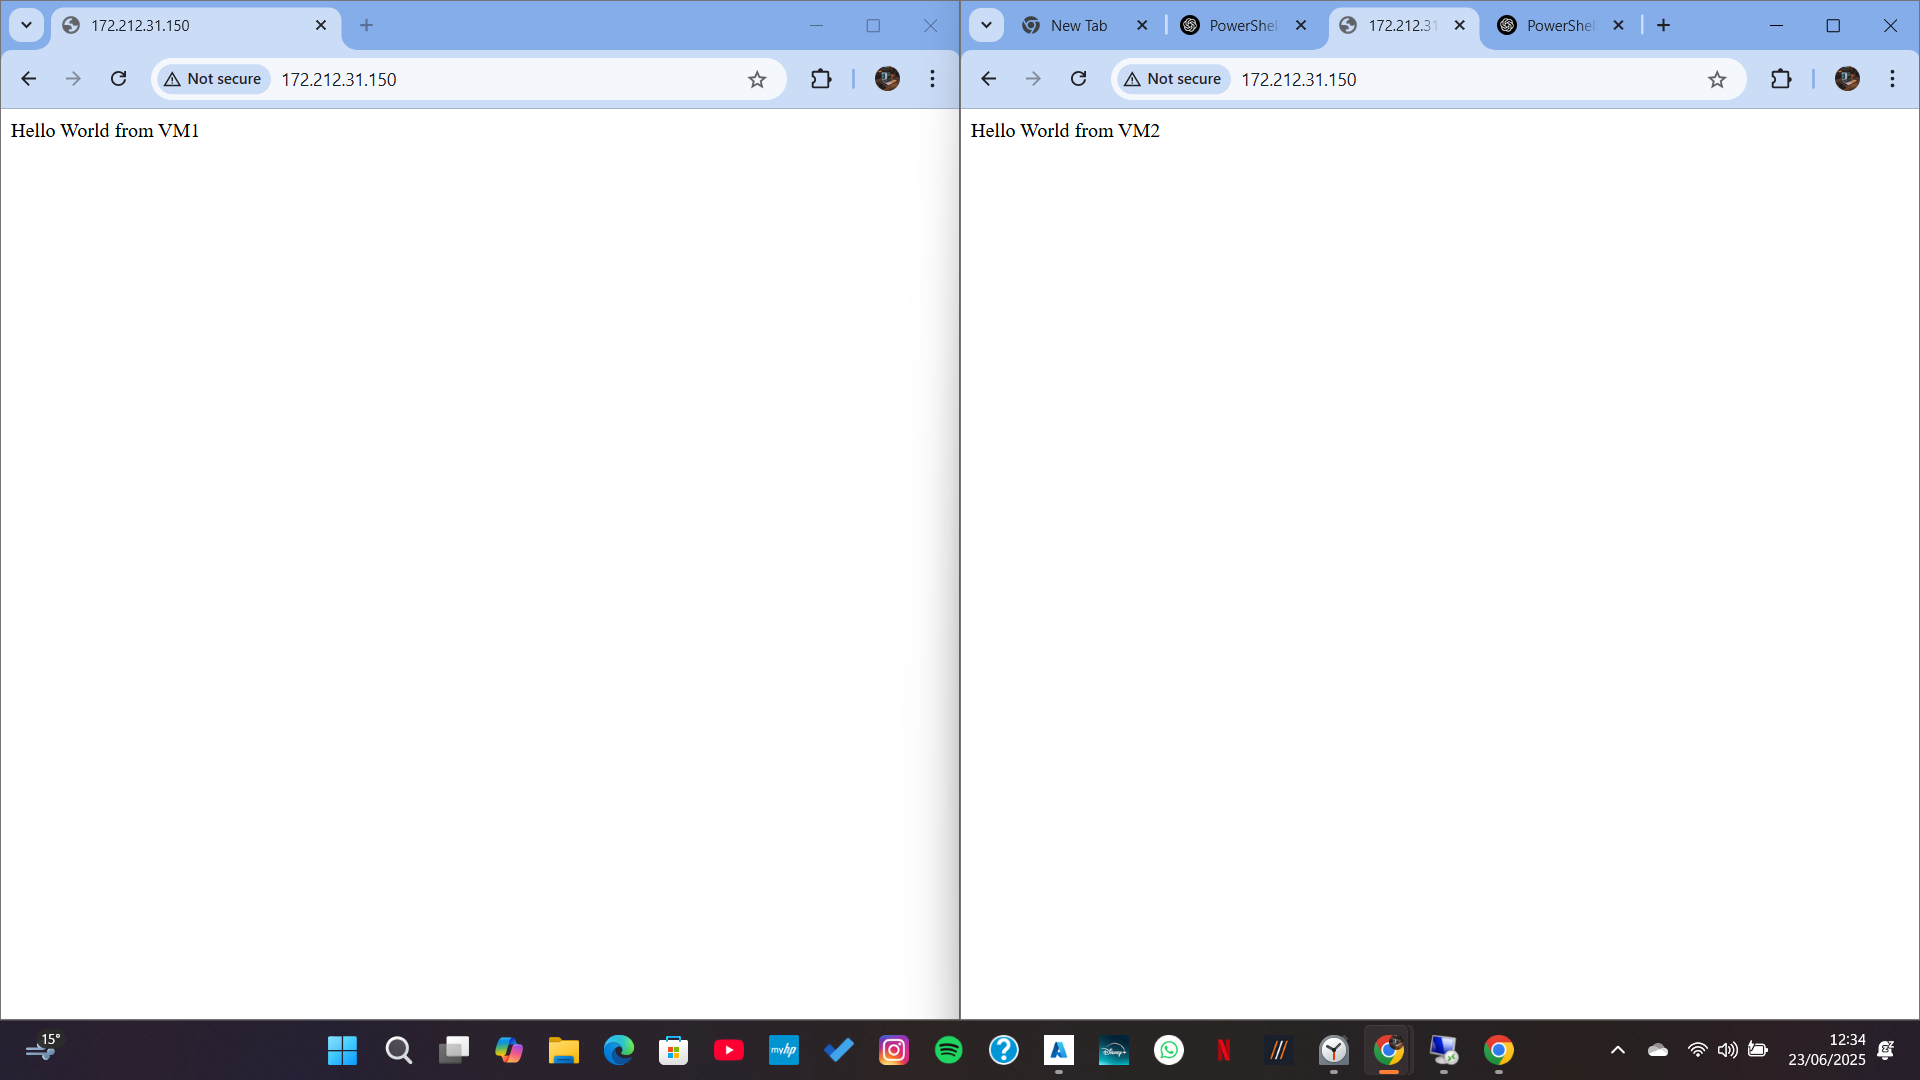 172.212.31.150
Not secure
172.212.31.150
Hello World from VM1
New Tab
PowerShel
172.212.31
PowerShel
Not secure
172.212.31.150
Hello World from VM2
15°
myhp
Disney+
12:34
23/06/2025